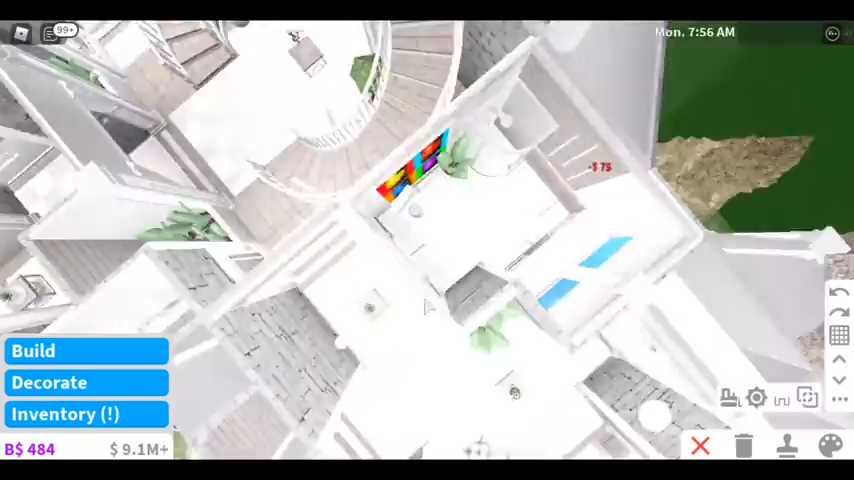 99+
Mon. 7:56 AM
-$ 75
Build
Decorate
Inventory (!)
B$ 484
$ 9.1M+